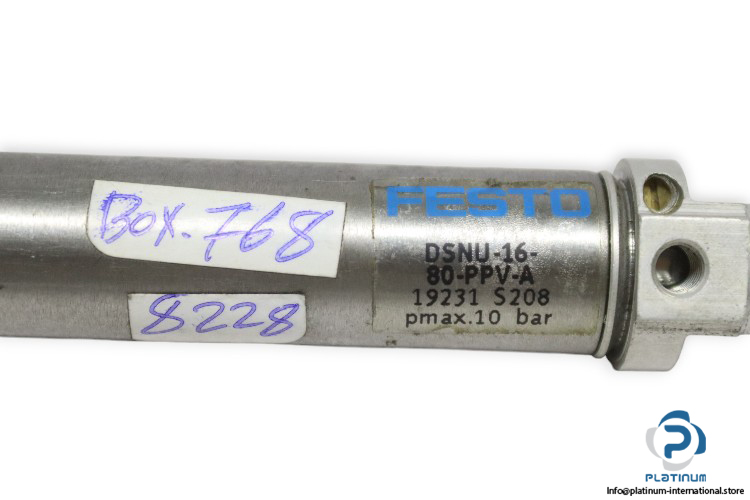 Box. 768
8228
FESTO
DSNU-16-
80-PPV-A
19231 S208
pmax.10 bar
PLATINUM
Info@platinum-international.store